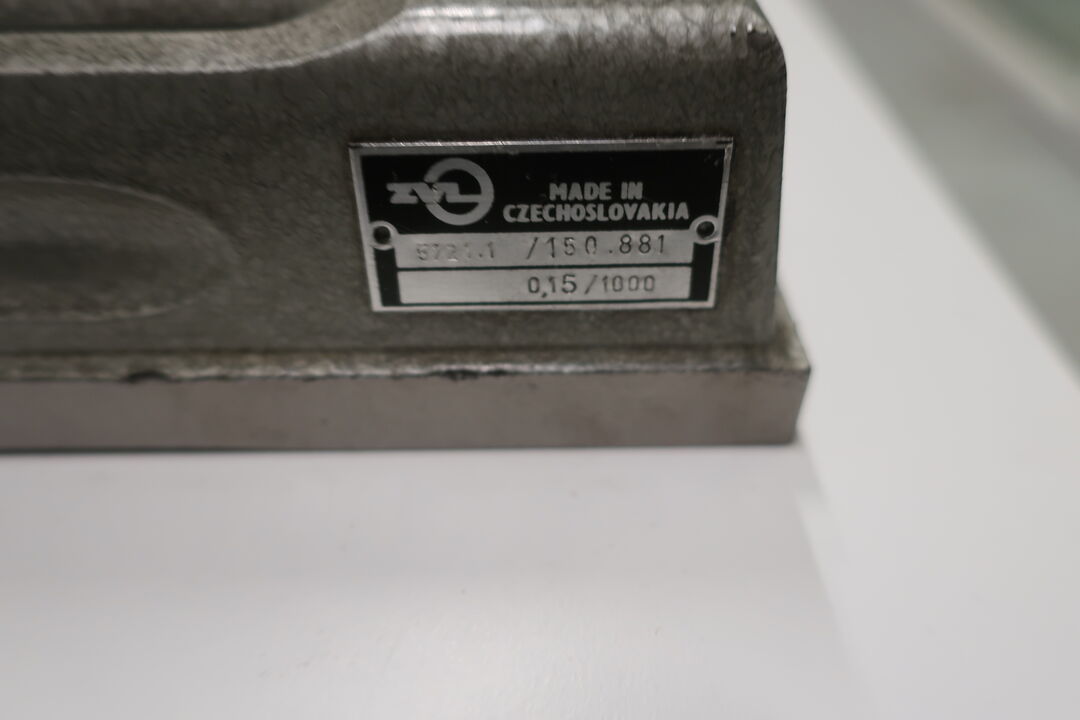 ZVL
MADE IN
CZECHOSLOVAKIA
/150.881
0,15/1000